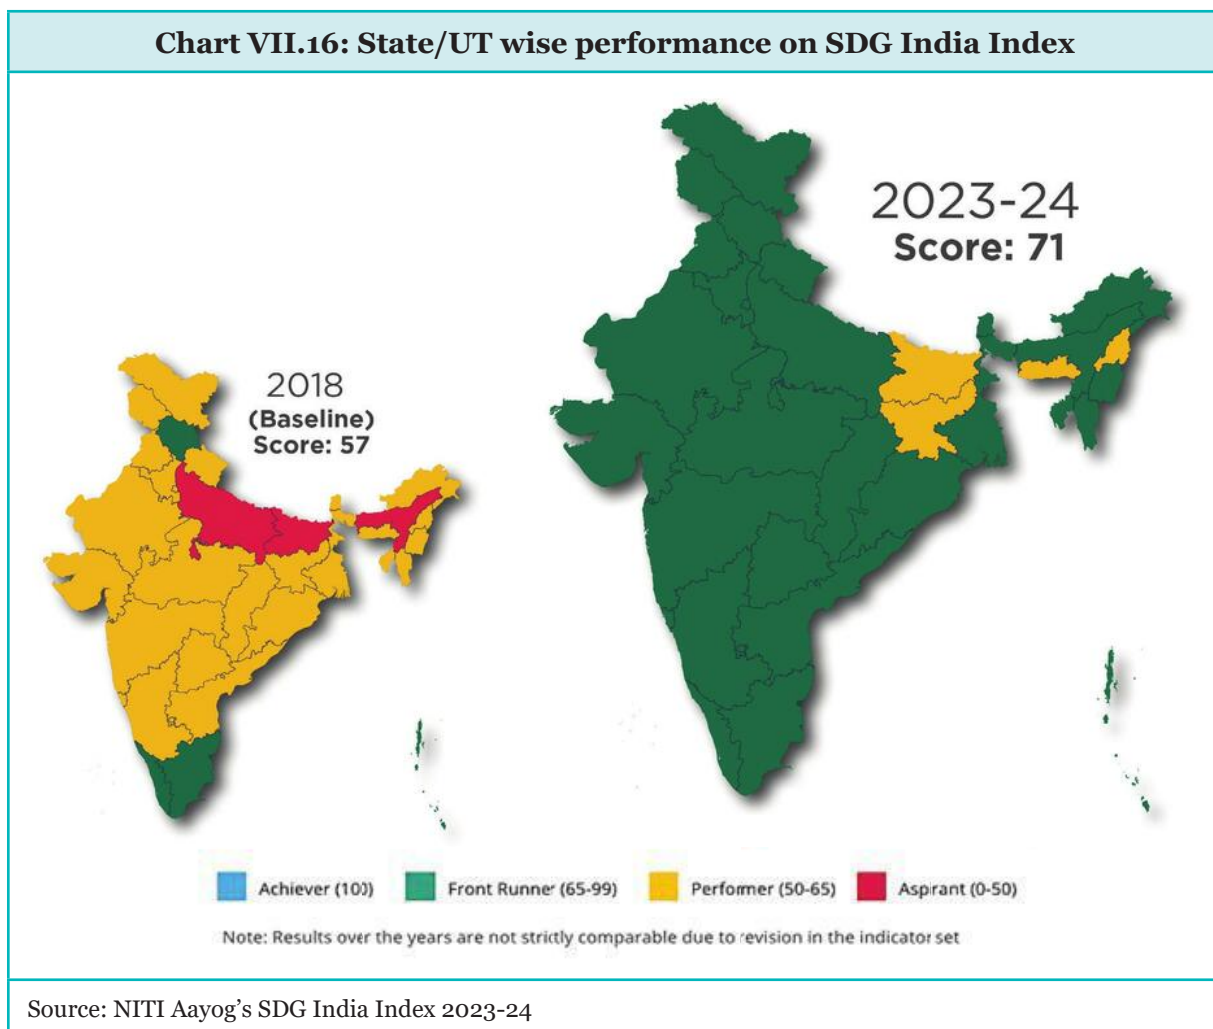 Chart VII.16: State/UT wise performance on SDG India Index
2023-24
Score: 71
2018
(Baseline)
Score: 57
Achiever (100)
Front Runner (65-99)
Performer (50-65)
Aspirant (0-50)
Note: Results over the years are not strictly comparable due to revision in the indicator set
Source: NITI Aayog's SDG India Index 2023-24